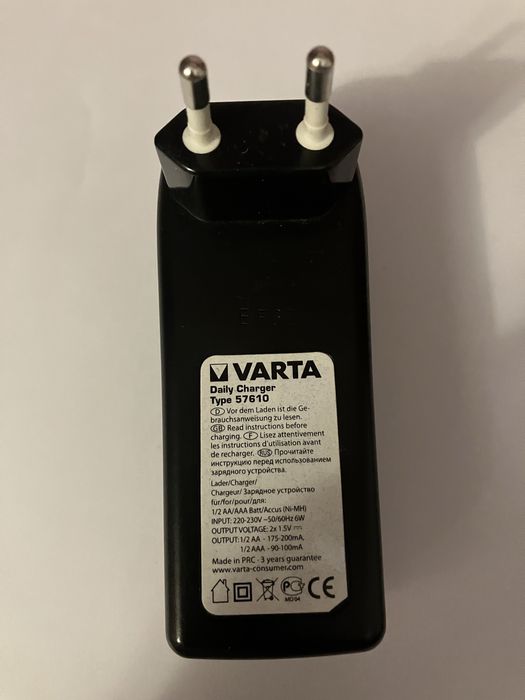 VARTA
Daily Charger
Type 57610
D Vor dem Laden ist die Ge-
brauchsanweisung zu lesen.
GB Read instructions before
charging. F Lisez attentivement
les instructions d'utilisation avant
de recharger. RUS Прочитайте
инструкцию перед использованием
зарядного устройства.
Lader/Charger/
Chargeur/ Зарядное устройство
für/for/pour/для:
1/2 AA/AAA Batt/Accus (Ni-MH)
INPUT: 220-230V ~50/60Hz 6W
OUTPUT VOLTAGE: 2x 1.5V
OUTPUT:1/2 AA - 175-200mA,
1/2 AAA - 90-100mA
Made in PRC - 3 years guarantee
www.varta-consumer.com
CE